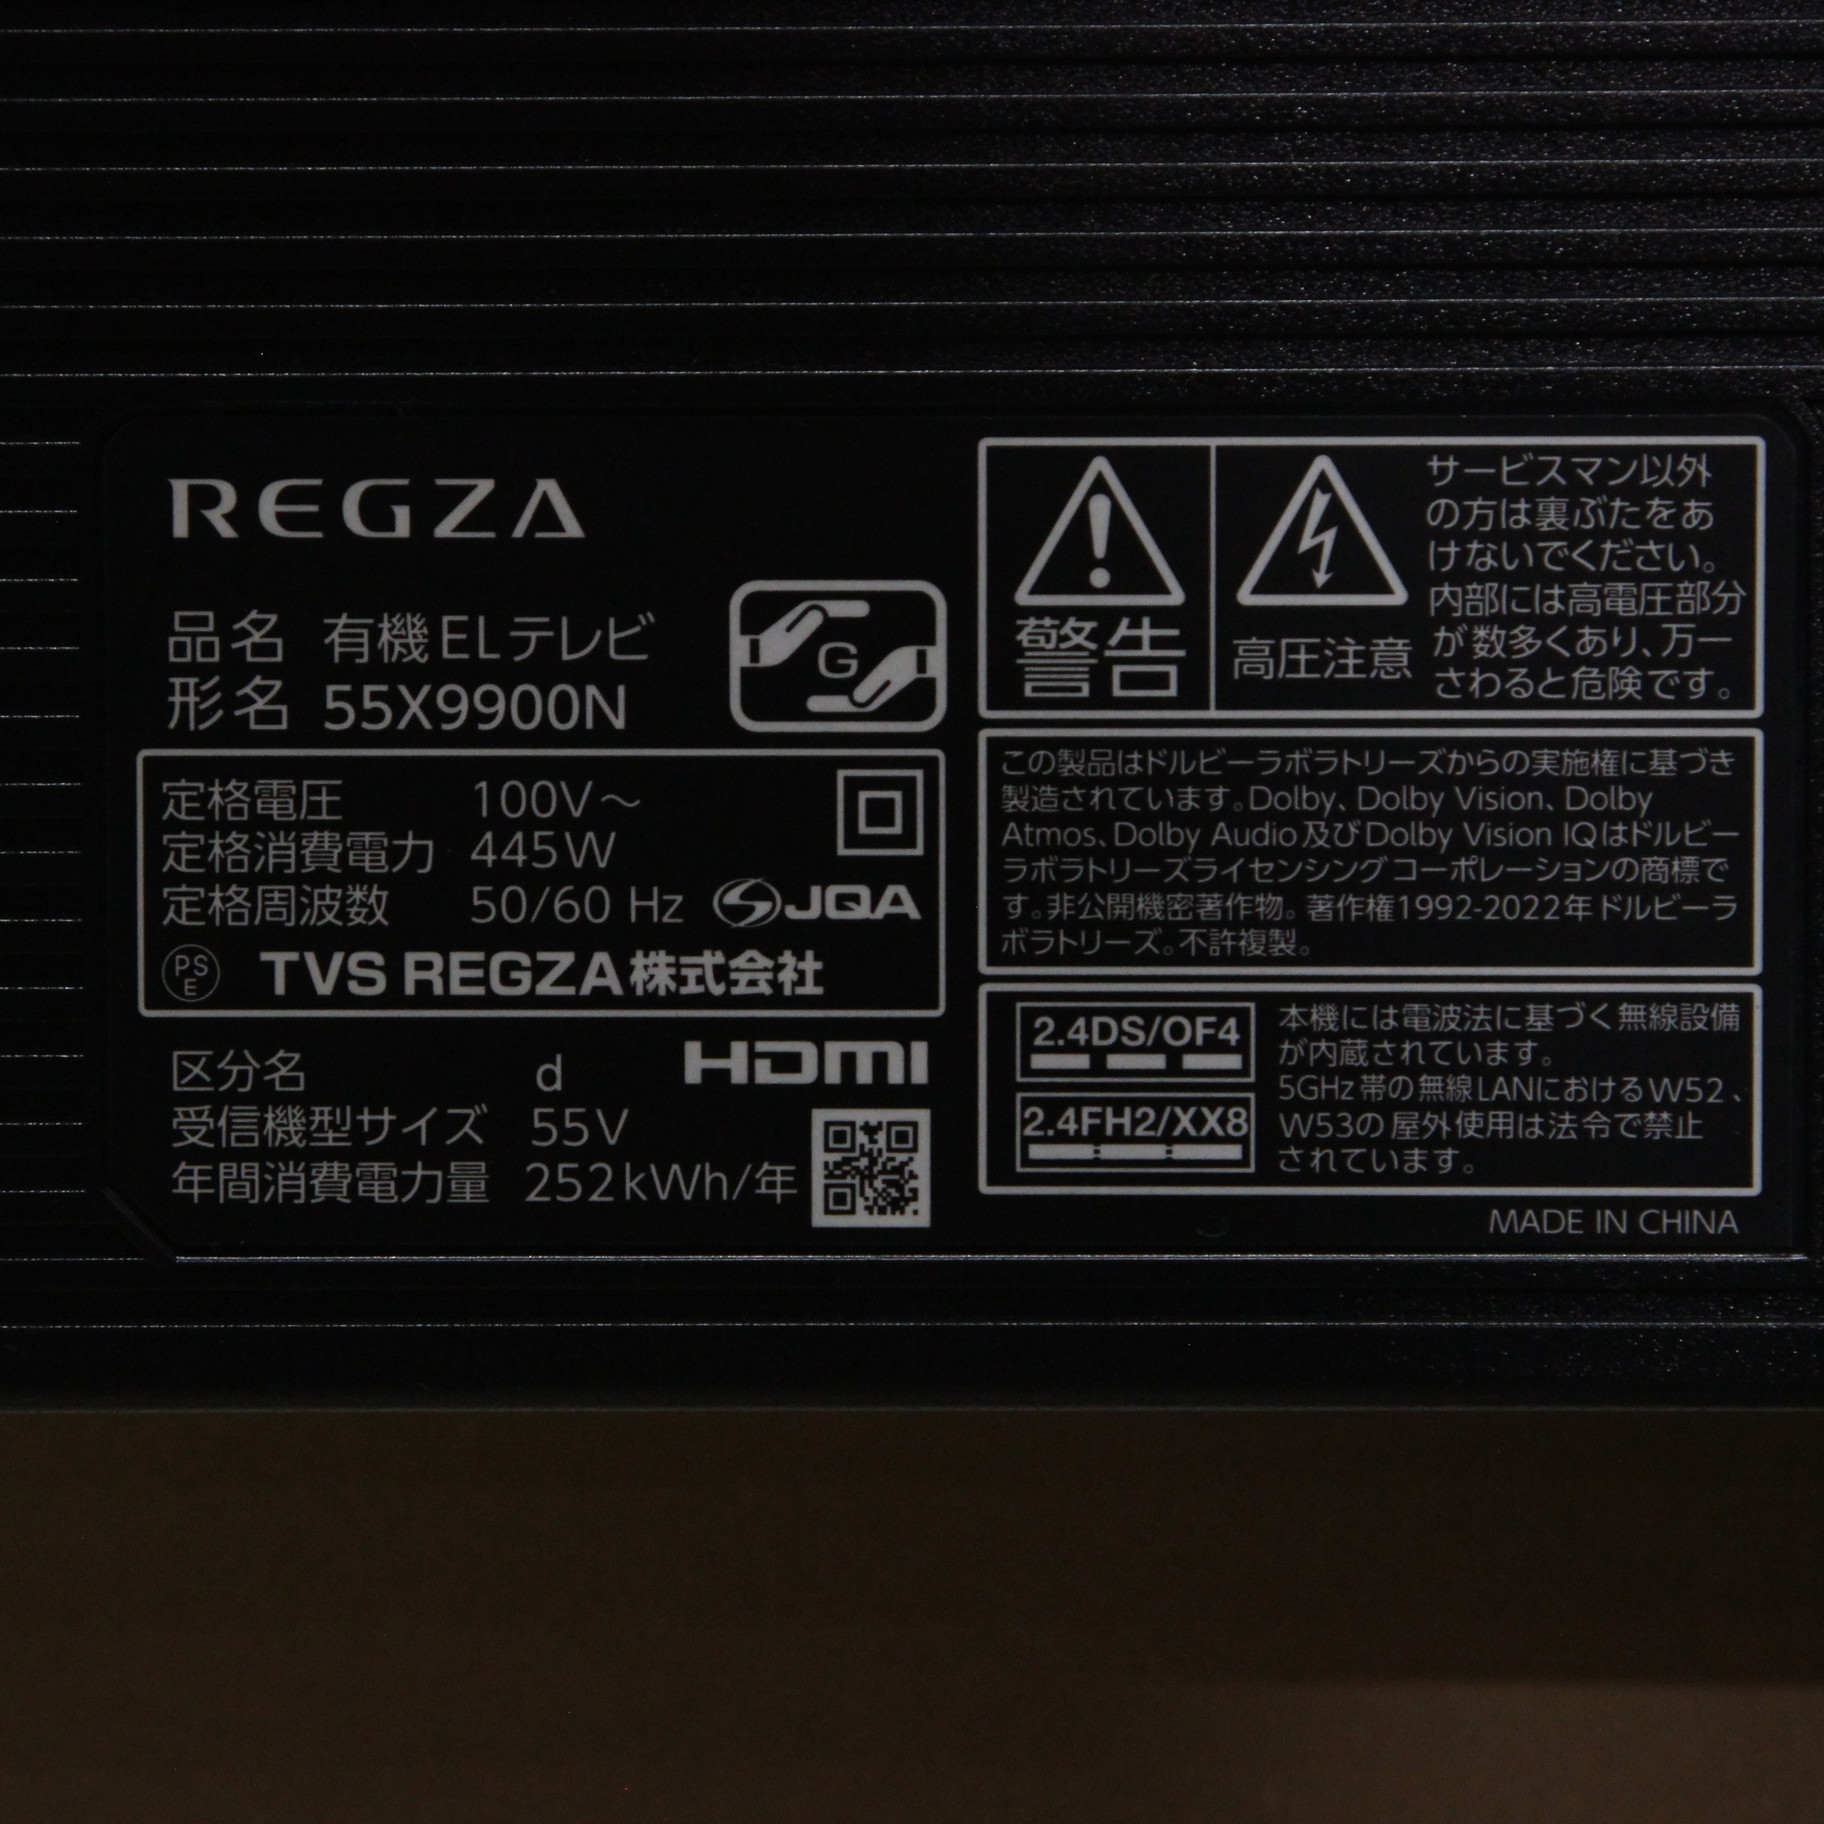 REGZA
品名 有機ELテレビ
形名 55X9900N
G
定格電圧 100V～
定格消費電力 445W
定格周波数 50/60 Hz JQA
PS
E
TVS REGZA株式会社
区分名 d HDMI
受信機型サイズ 55V
年間消費電力量 252kWh/年
警告
高圧注意
サービスマン以外
の方は裏ぶたをあ
けないでください。
内部には高電圧部分
が数多くあり、万一
さわると危険です。
この製品はドルビーラボラトリーズからの実施権に基づき
製造されています。Dolby、Dolby Vision、Dolby
Atmos、Dolby Audio及びDolby Vision IQはドルビー
ラボラトリーズライセンシングコーポレーションの商標で
す。非公開機密著作物。著作権1992-2022年ドルビーラ
ボラトリーズ。不許複製。
2.4DS/OF4
2.4FH2/XX8
本機には電波法に基づく無線設備
が内蔵されています。
5GHz帯の無線LANにおけるW52、
W53の屋外使用は法令で禁止
されています。
MADE IN CHINA